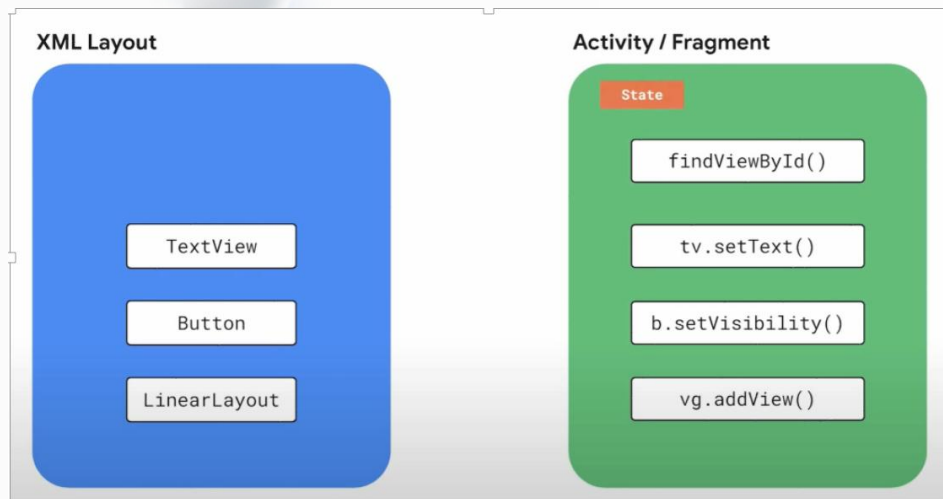 XML Layout
TextView
Button
LinearLayout
Activity / Fragment
State
findViewById()
tv.setText()
b.setVisibility()
vg.addView()